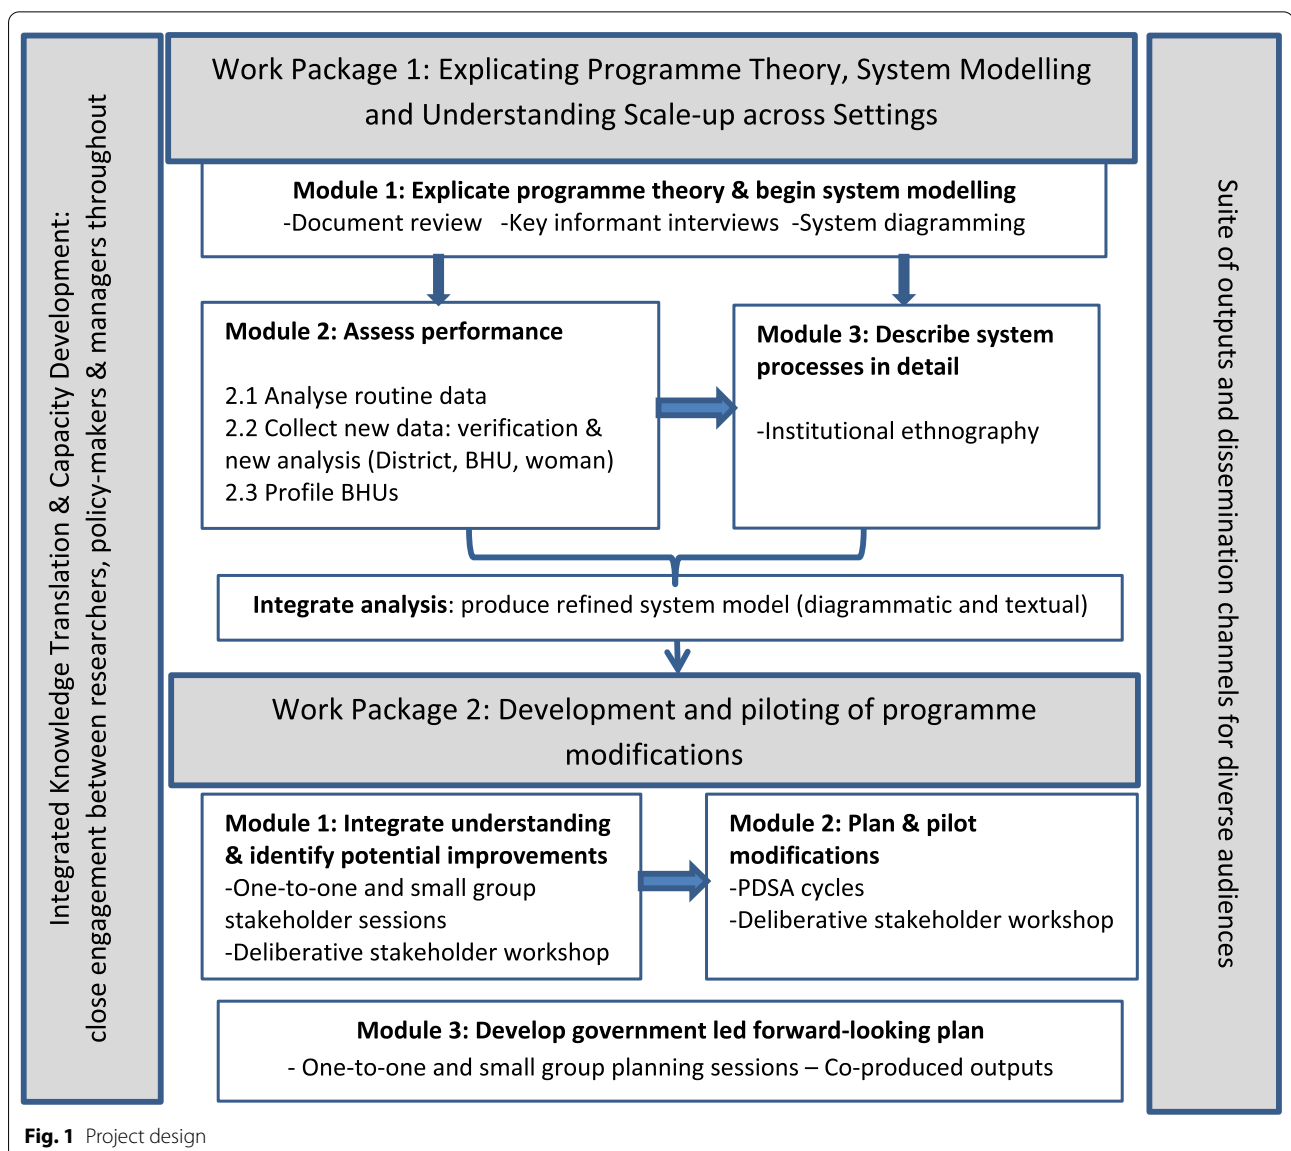 Integrated Knowledge Translation & Capacity Development:
close engagement between researchers, policy-makers & managers throughout
Work Package 1: Explicating Programme Theory, System Modelling
and Understanding Scale-up across Settings
Module 1: Explicate programme theory & begin system modelling
-Document review -Key informant interviews -System diagramming
Module 2: Assess performance
2.1 Analyse routine data
2.2 Collect new data: verification &
new analysis (District, BHU, woman)
2.3 Profile BHUs
Module 3: Describe system
processes in detail
-Institutional ethnography
Integrate analysis: produce refined system model (diagrammatic and textual)
Work Package 2: Development and piloting of programme
modifications
Module 1: Integrate understanding
& identify potential improvements
-One-to-one and small group
stakeholder sessions
-Deliberative stakeholder workshop
Module 2: Plan & pilot
modifications
-PDSA cycles
-Deliberative stakeholder workshop
Module 3: Develop government led forward-looking plan
- One-to-one and small group planning sessions – Co-produced outputs
Suite of outputs and dissemination channels for diverse audiences
Fig. 1 Project design